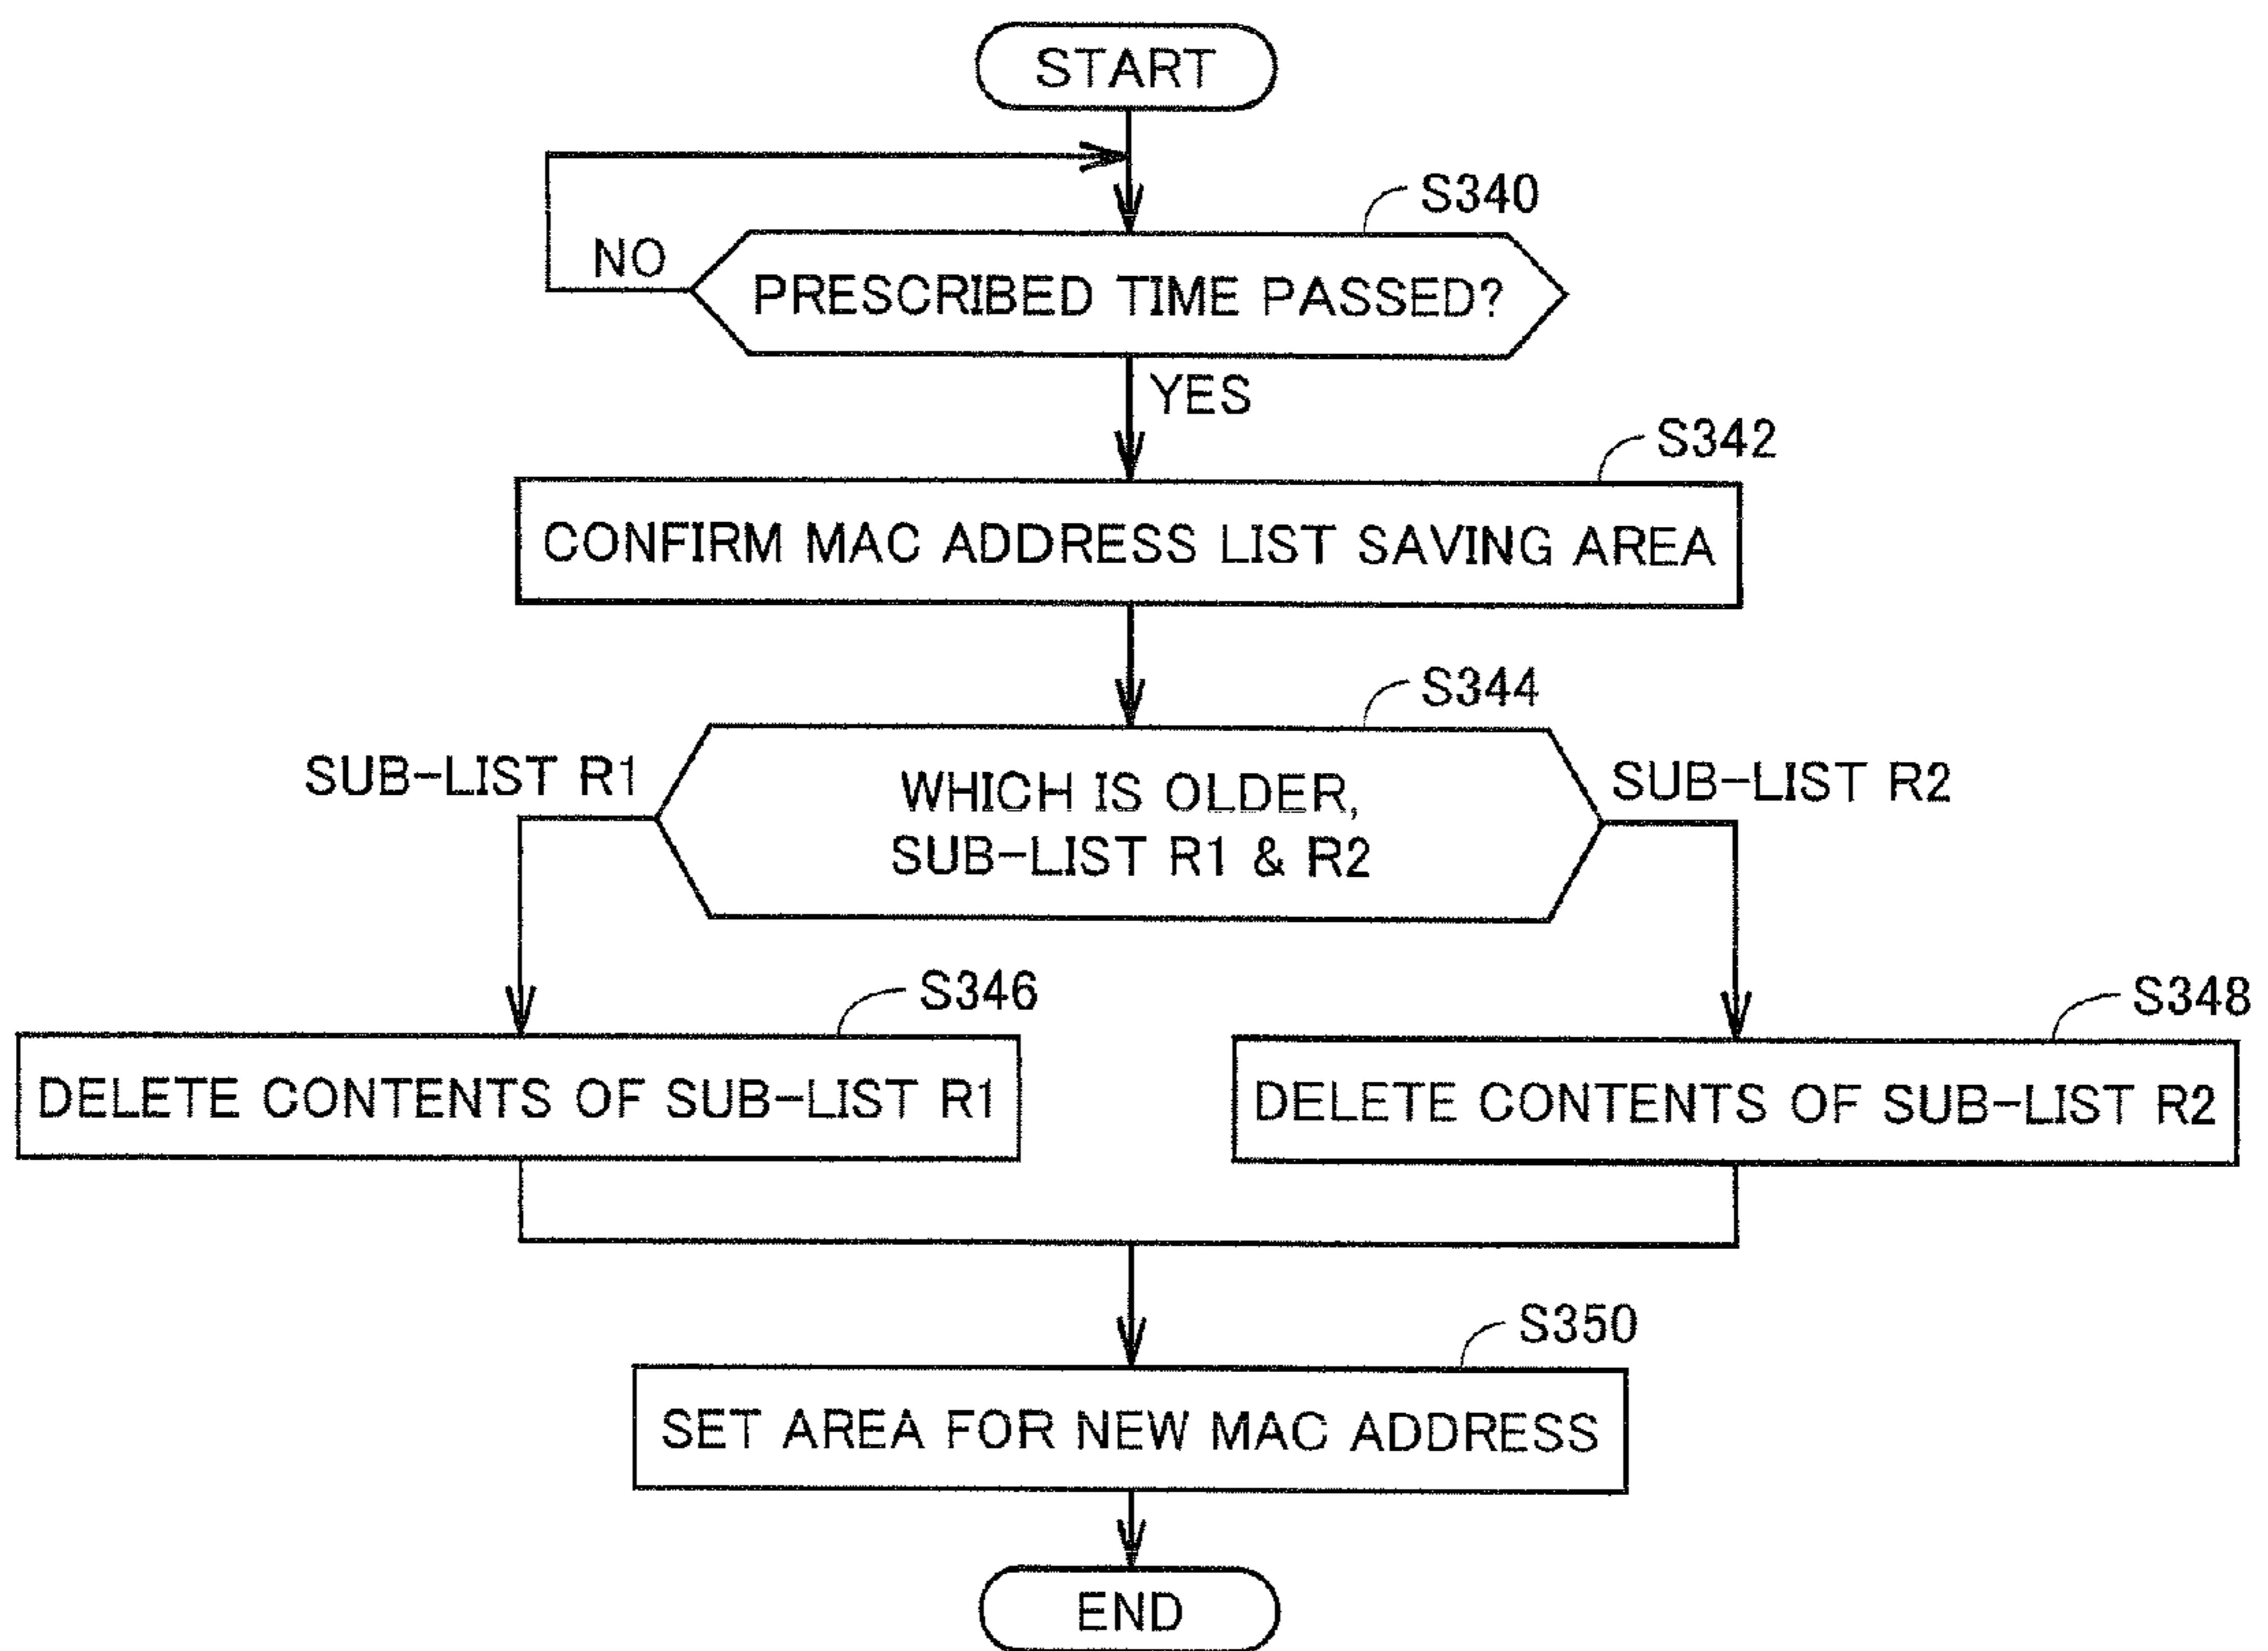 START
S340
NO
PRESCRIBED TIME PASSED?
YES
S342
CONFIRM MAC ADDRESS LIST SAVING AREA
S344
SUB-LIST R1
WHICH IS OLDER,
SUB-LIST R1 & R2
SUB-LIST R2
S346
S348
DELETE CONTENTS OF SUB-LIST R1
DELETE CONTENTS OF SUB-LIST R2
S350
SET AREA FOR NEW MAC ADDRESS
END